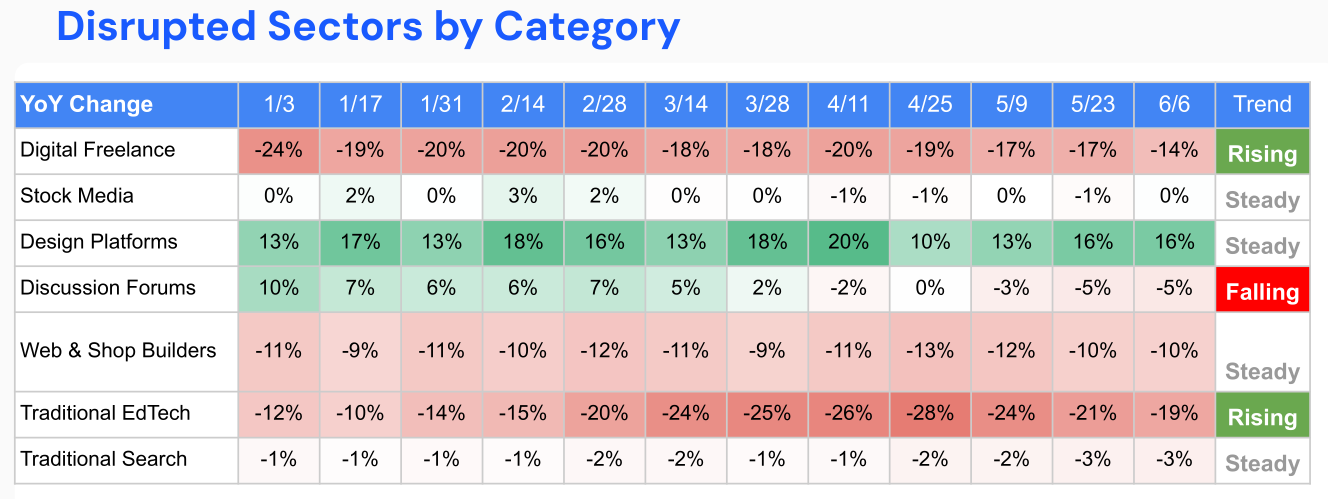 Disrupted Sectors by Category
YoY Change 1/3 1/17 1/31 2/14 2/28 3/14 3/28 4/11 4/25 5/9 5/23 6/6 Trend
Digital Freelance -24% -19% -20% -20% -20% -18% -18% -20% -19% -17% -17% -14% Rising
Stock Media 0% 2% 0% 3% 2% 0% 0% -1% -1% 0% -1% 0% Steady
Design Platforms 13% 17% 13% 18% 16% 13% 18% 20% 10% 13% 16% 16% Steady
Discussion Forums 10% 7% 6% 6% 7% 5% 2% -2% 0% -3% -5% -5% Falling
Web & Shop Builders -11% -9% -11% -10% -12% -11% -9% -11% -13% -12% -10% -10% Steady
Traditional EdTech -12% -10% -14% -15% -20% -24% -25% -26% -28% -24% -21% -19% Rising
Traditional Search -1% -1% -1% -1% -2% -2% -1% -1% -2% -2% -3% -3% Steady